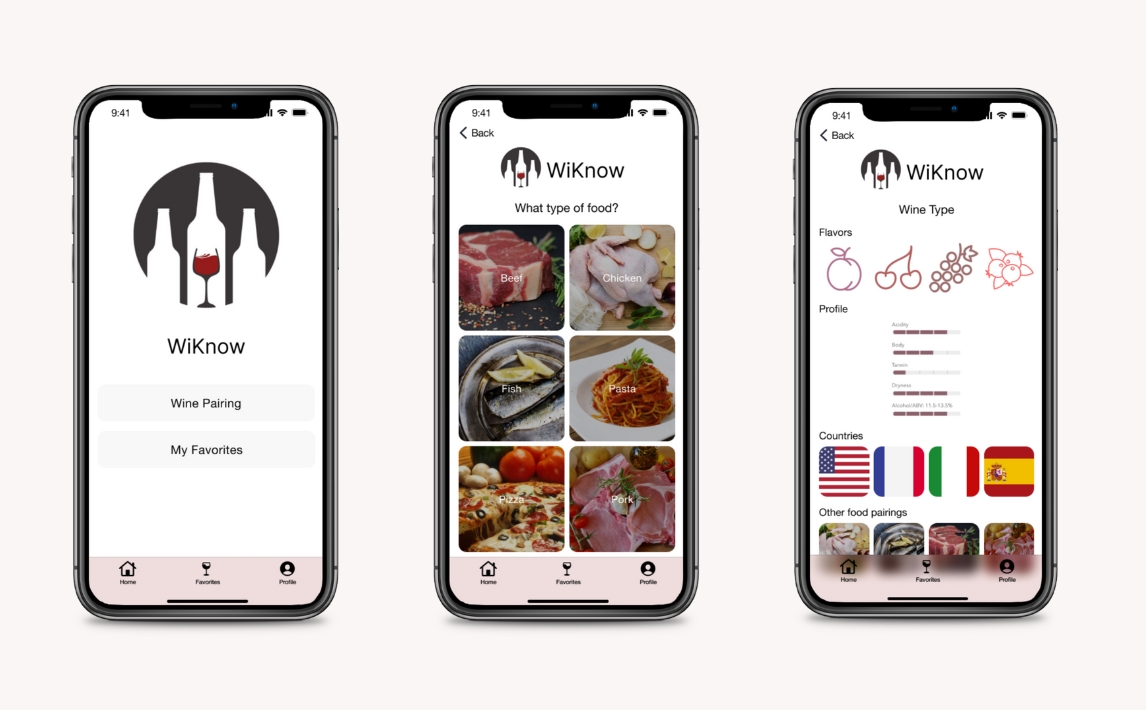 9:41
WiKnow
Wine Pairing
My Favorites
Home
Favorites
Profile
9:41
Back
WiKnow
What type of food?
Beef
Chicken
Fish
Pasta
Pizza
Pork
Home
Favorites
Profile
9:41
Back
WiKnow
Wine Type
Flavors
Profile
Acidity
Body
Tannin
Dryness
Alcohol/ABV: 11.5-13.5%
Countries
Other food pairings
Home
Favorites
Profile